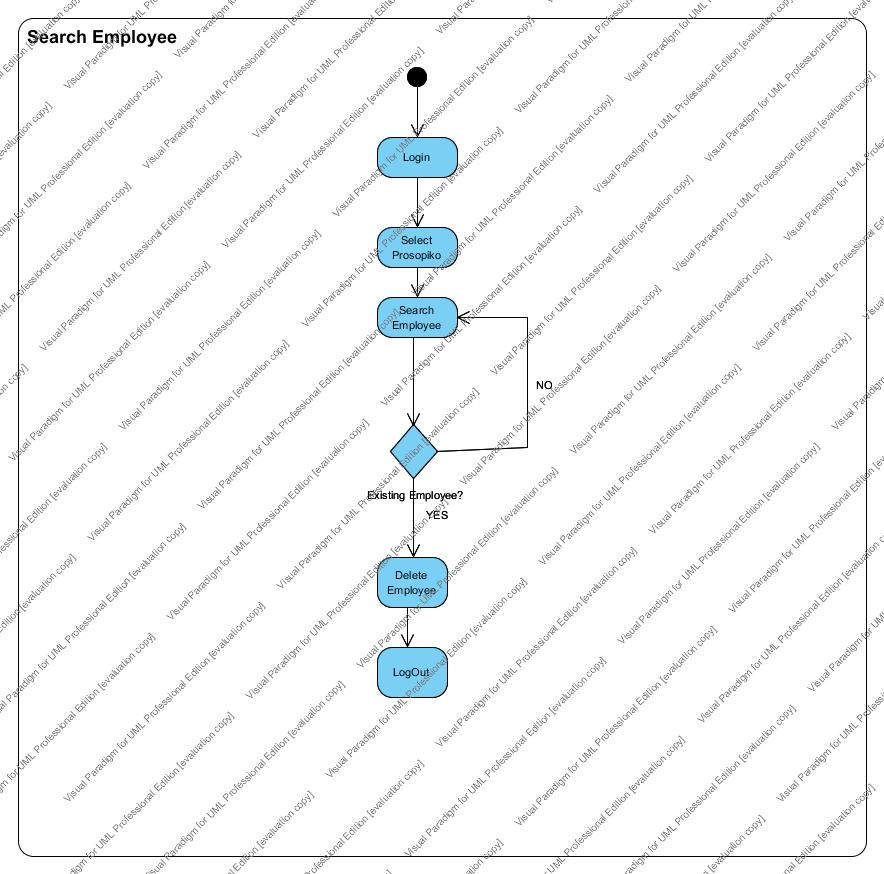 Search Employee
Login
Select
Prosopiko
Search
Employee
NO
Existing Employee?
YES
Delete
Employee
LogOut
Visual Paradigm for UML Professional Edition [evaluation copy]